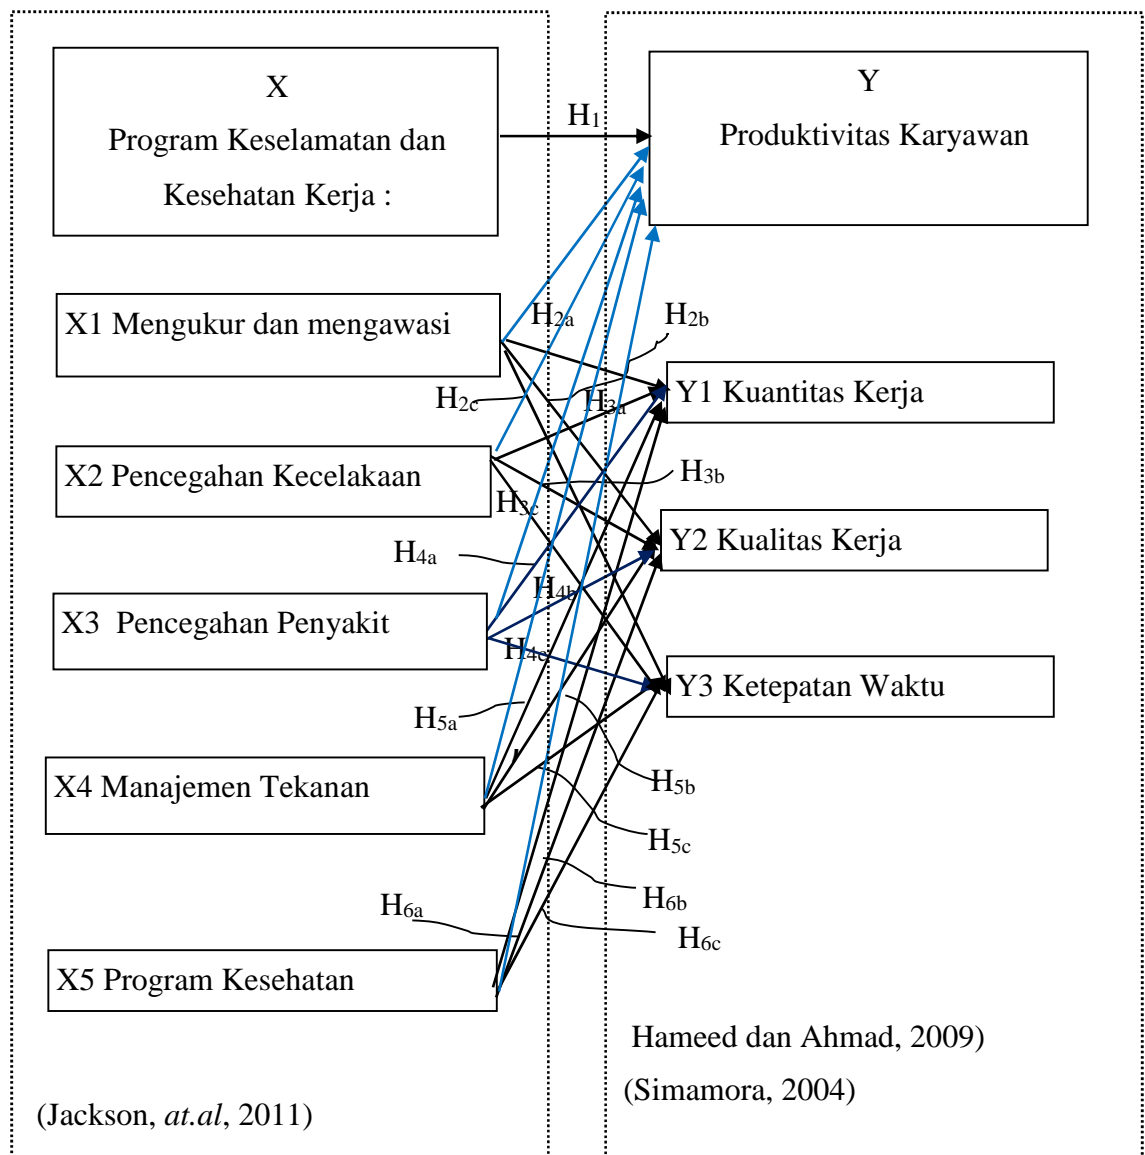 X
Program Keselamatan dan
Kesehatan Kerja :
H1
Y
Produktivitas Karyawan
X1 Mengukur dan mengawasi
H2a
H2b
H2c
H3a
Y1 Kuantitas Kerja
X2 Pencegahan Kecelakaan
H3b
H3c
Y2 Kualitas Kerja
H4a
H4b
X3  Pencegahan Penyakit
H4c
Y3 Ketepatan Waktu
H5a
X4 Manajemen Tekanan
H5b
H5c
H6a
H6b
H6c
X5 Program Kesehatan
Hameed dan Ahmad, 2009)
(Simamora, 2004)
(Jackson, at.al, 2011)